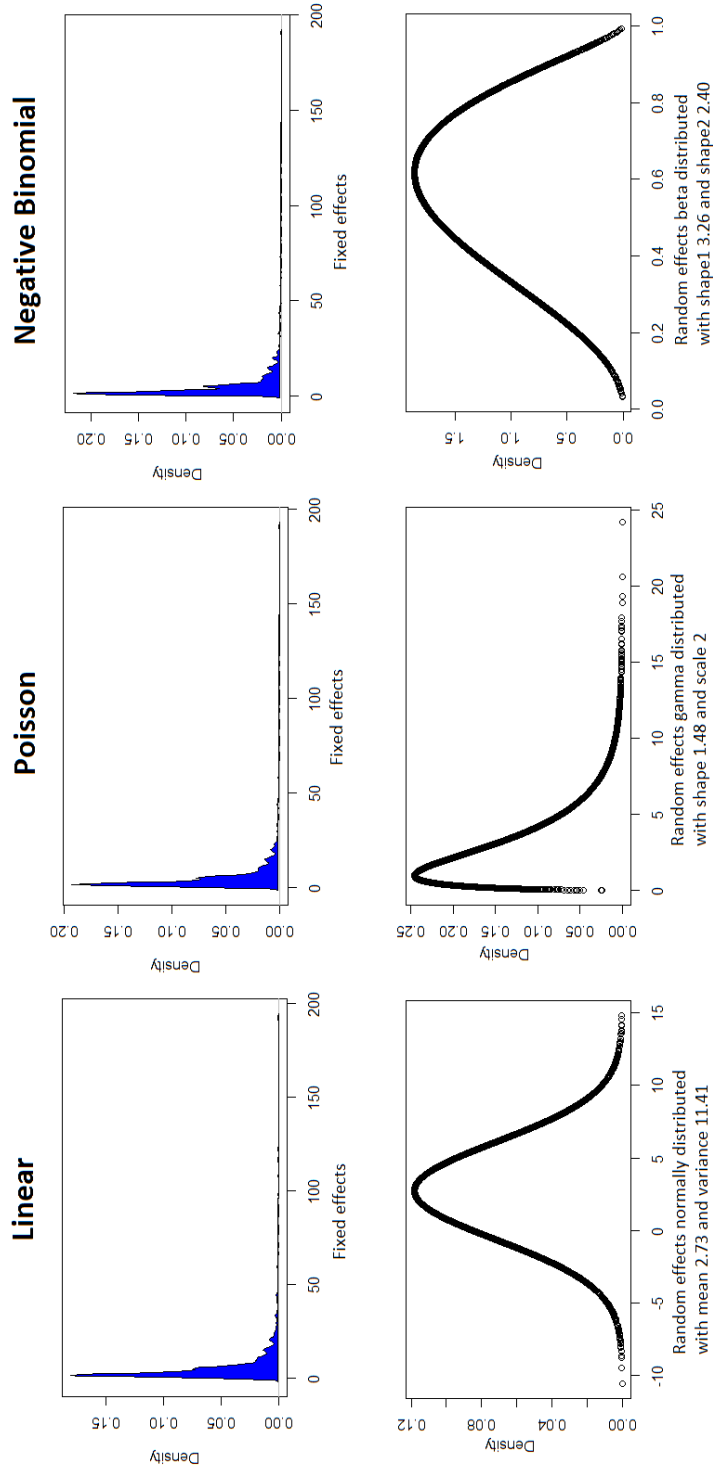 Linear
Poisson
Negative Binomial
Density
0.00 0.05 0.10 0.15
0 50 100 150 200
Fixed effects
Density
0.00 0.05 0.10 0.15 0.20
0 50 100 150 200
Fixed effects
Density
0.00 0.05 0.10 0.15 0.20
0 50 100 150 200
Fixed effects
Density
0.00 0.04 0.08 0.12
-10 -5 0 5 10 15
Random effects normally distributed
with mean 2.73 and variance 11.41
Density
0.00 0.05 0.10 0.15 0.20 0.25
0 5 10 15 20 25
Random effects gamma distributed
with shape 1.48 and scale 2
Density
0.0 0.5 1.0 1.5
0.0 0.2 0.4 0.6 0.8 1.0
Random effects beta distributed
with shape1 3.26 and shape2 2.40